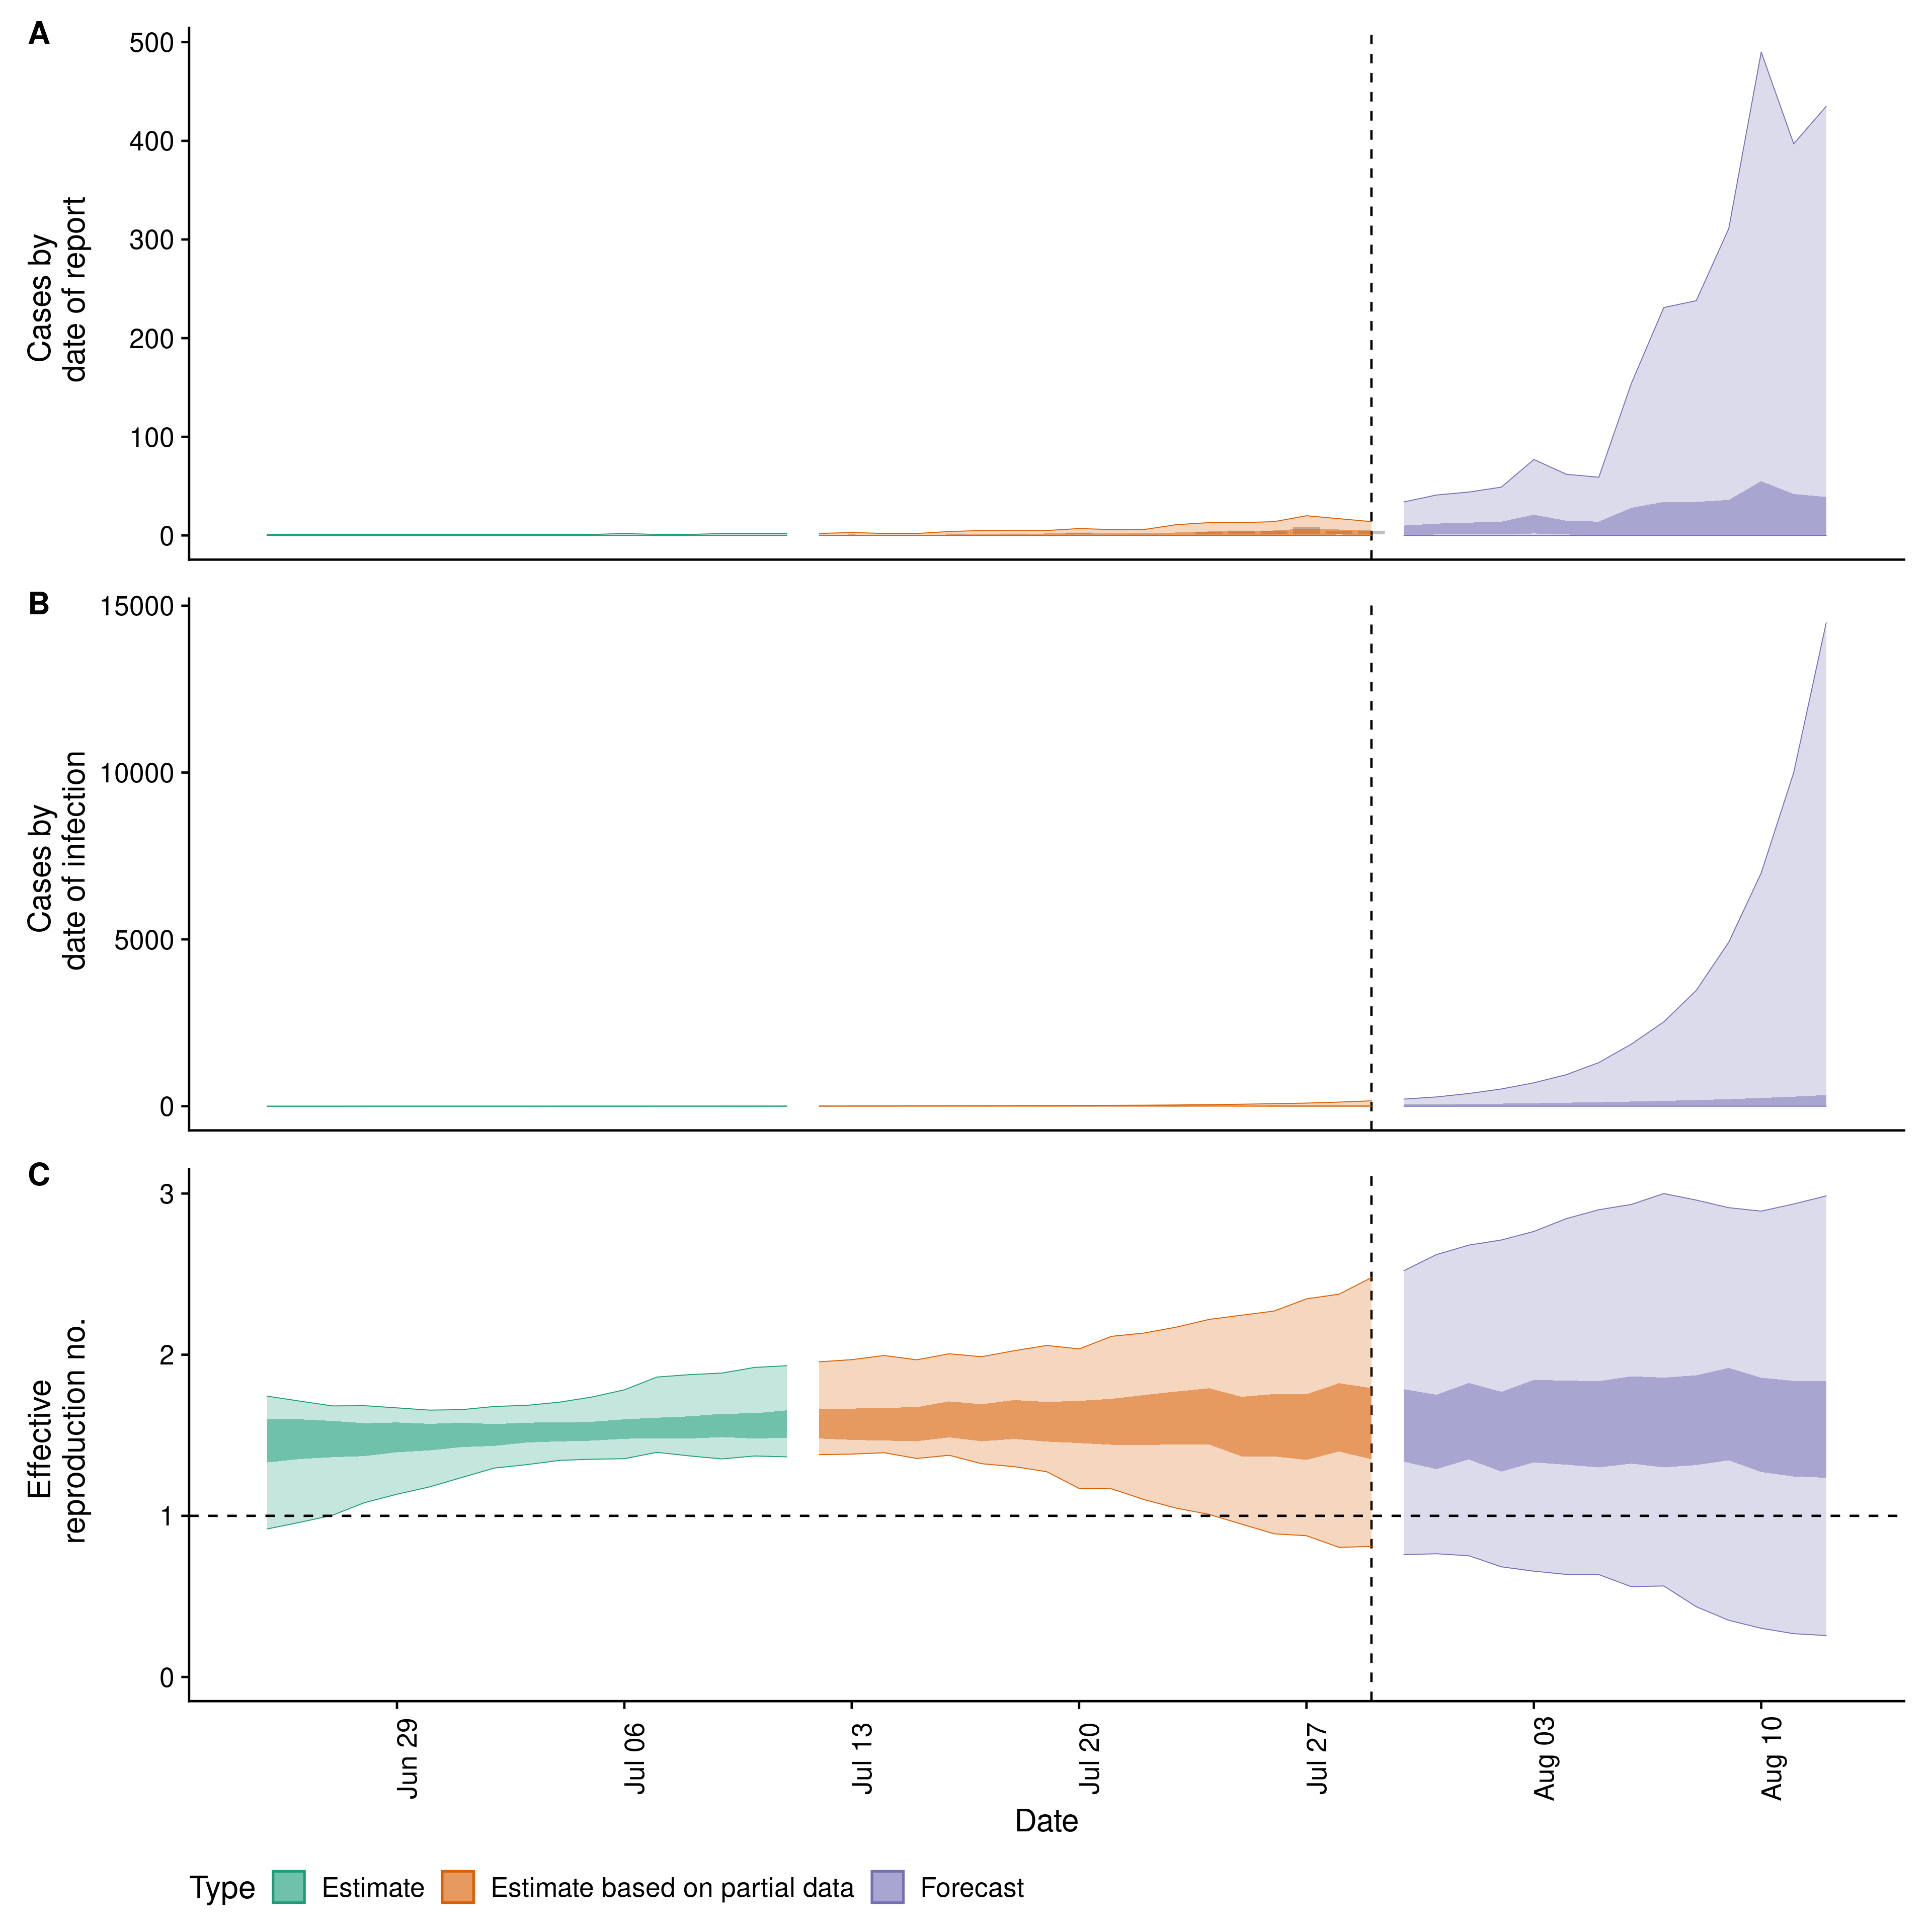 A
500
400
300
200
100
0
Cases by
date of report
B
15000
10000
5000
0
Cases by
date of infection
C
3
2
1
0
Effective
reproduction no.
Jun 29
Jul 06
Jul 13
Jul 20
Jul 27
Aug 03
Aug 10
Date
Type Estimate Estimate based on partial data Forecast